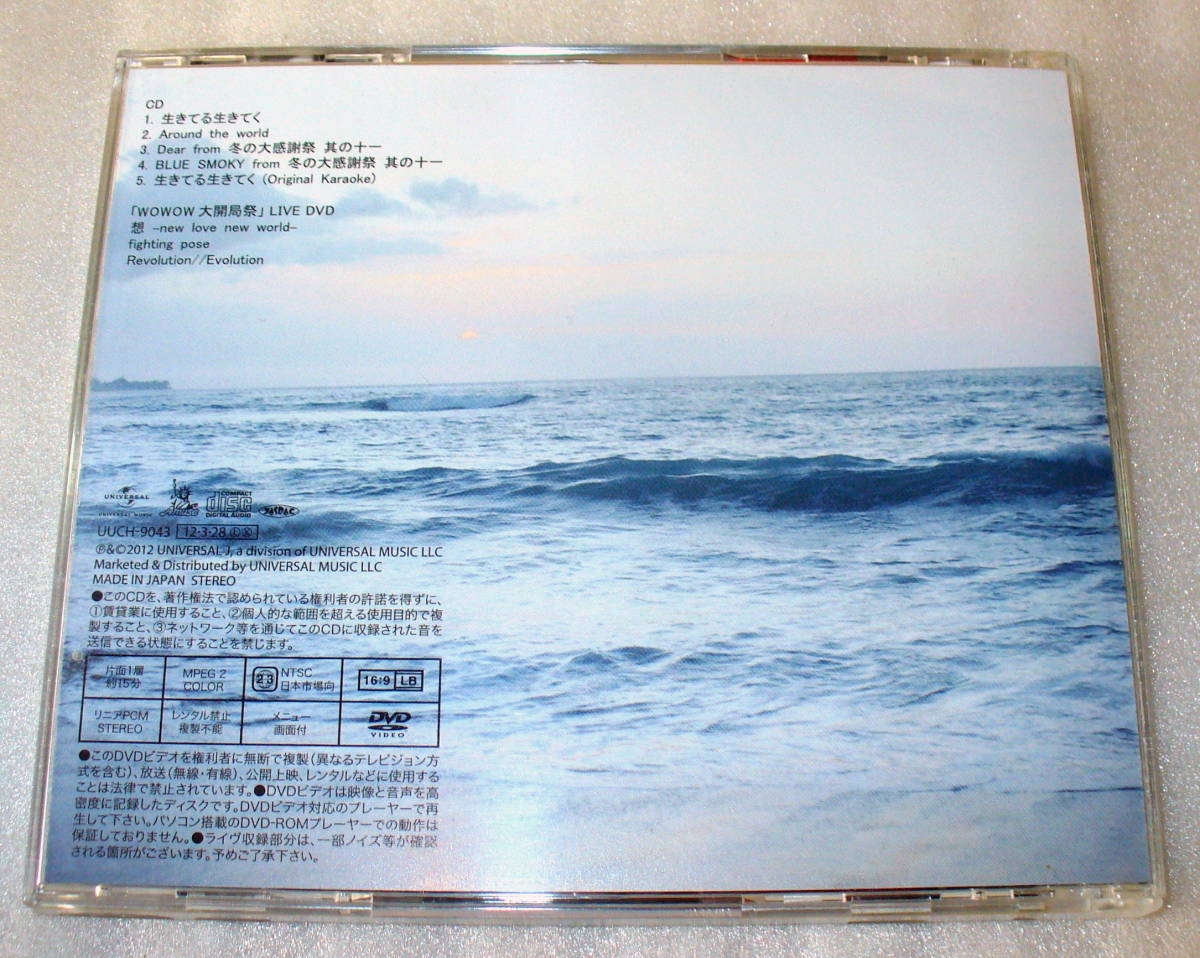 CD
1. 生きてる生きてく
2. Around the world
3. Dear from 冬の大感謝祭 其の十一
4. BLUE SMOKY from 冬の大感謝祭 其の十一
5. 生きてる生きてく (Original Karaoke)
「WOWOW 大開局祭」 LIVE DVD
想 –new love new world–
fighting pose
Revolution//Evolution
UNIVERSAL
UNIVERSAL MUSIC
COMPACT
disc
DIGITAL AUDIO
UUCH-9043 12·3·28
℗&©2012 UNIVERSAL J, a division of UNIVERSAL MUSIC LLC
Marketed & Distributed by UNIVERSAL MUSIC LLC
MADE IN JAPAN STEREO
●このCDを、著作権法で認められている権利者の許諾を得ずに、
①賃貸業に使用すること、②個人的な範囲を超える使用目的で複
製すること、③ネットワーク等を通じてこのCDに収録された音を
送信できる状態にすることを禁じます。
片面1層 MPEG 2 2 3 NTSC 16:9 LB
約15分 COLOR 日本市場向
リニアPCM レンタル禁止 メニュー DVD
STEREO 複製不能 画面付 VIDEO
●このDVDビデオを権利者に無断で複製(異なるテレビジョン方
式を含む)、放送(無線・有線)、公開上映、レンタルなどに使用する
ことは法律で禁止されています。●DVDビデオは映像と音声を高
密度に記録したディスクです。DVDビデオ対応のプレーヤーで再
生して下さい。パソコン搭載のDVD-ROMプレーヤーでの動作は
保証しておりません。●ライヴ収録部分は、一部ノイズ等が確認
される箇所がございます。予めご了承下さい。